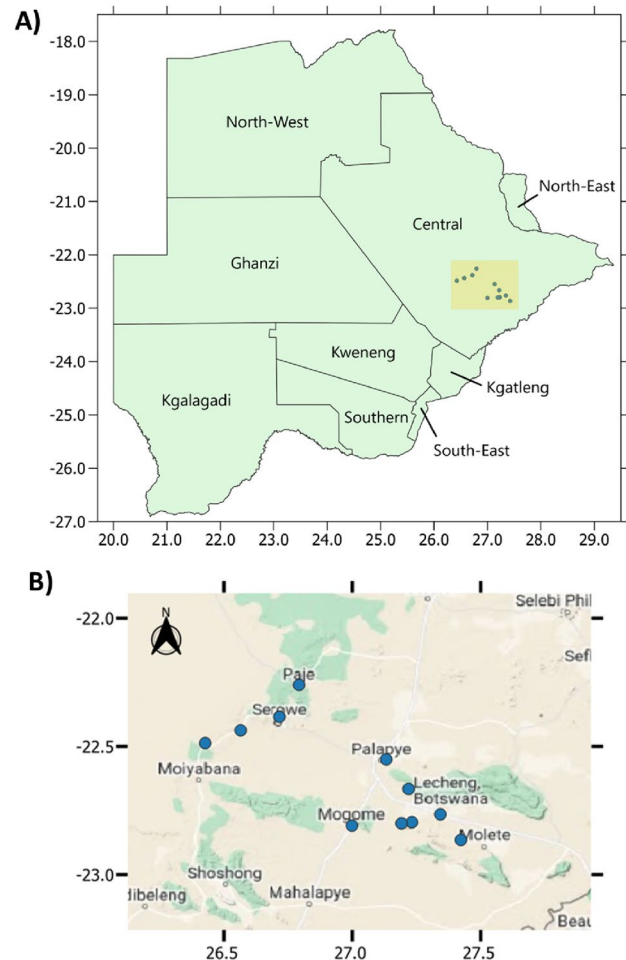 A)
-18.0
-19.0
-20.0
-21.0
-22.0
-23.0
-24.0
-25.0
-26.0
-27.0
North-West
North-East
Central
Ghanzi
Kweneng
Kgatleng
Kgalagadi
Southern
South-East
20.0 21.0 22.0 23.0 24.0 25.0 26.0 27.0 28.0 29.0
B)
-22.0
-22.5
-23.0
N
Selebi Phil
Sef
Paje
Serowe
Palapye
Moiyabana
Lecheng,
Botswana
Mogome
Molete
Shoshong
dibeleng
Mahalapye
Beau
26.5 27.0 27.5